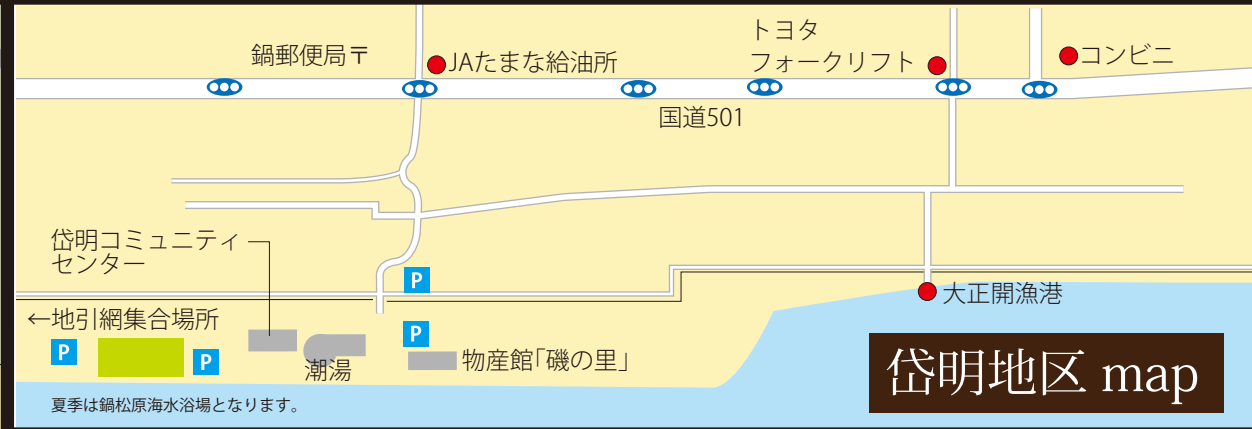 鍋郵便局〒
JAたまな給油所
トヨタ
フォークリフト
コンビニ
国道501
岱明コミュニティ
センター
P
大正開漁港
←地引網集合場所
P
P
P
潮湯
物産館「磯の里」
夏季は鍋松原海水浴場となります。
岱明地区 map